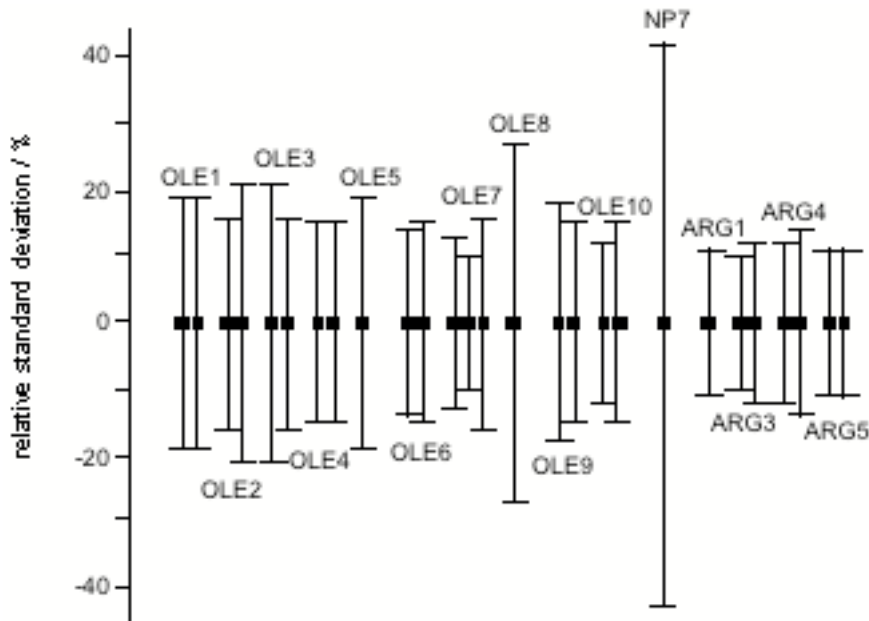 NP7
40
OLE8
OLE3
OLE1
OLE5
20
OLE7
OLE10
ARG4
ARG1
0
relative standard deviation / %
ARG3
ARG5
OLE6
-20
OLE4
OLE9
OLE2
-40